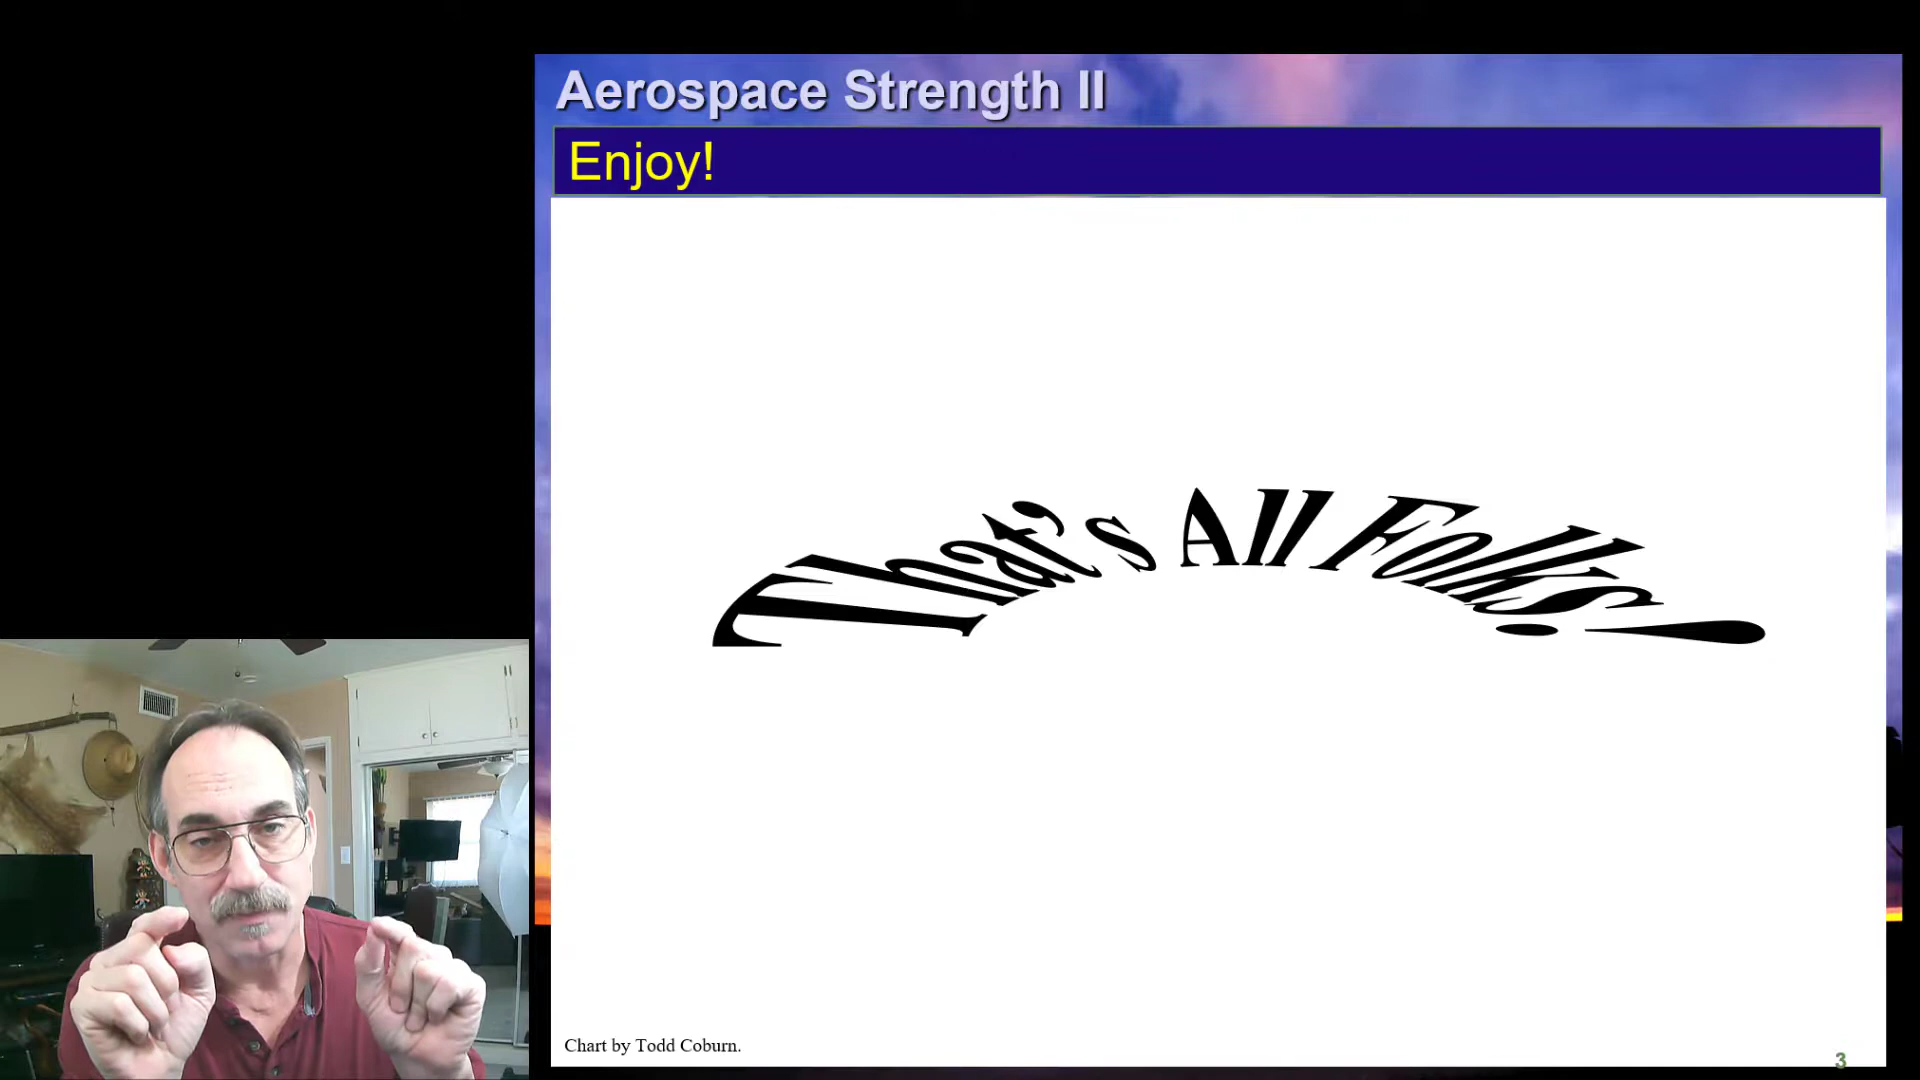 Aerospace Strength II
Enjoy!
That's All Folks!
Chart by Todd Coburn.
3